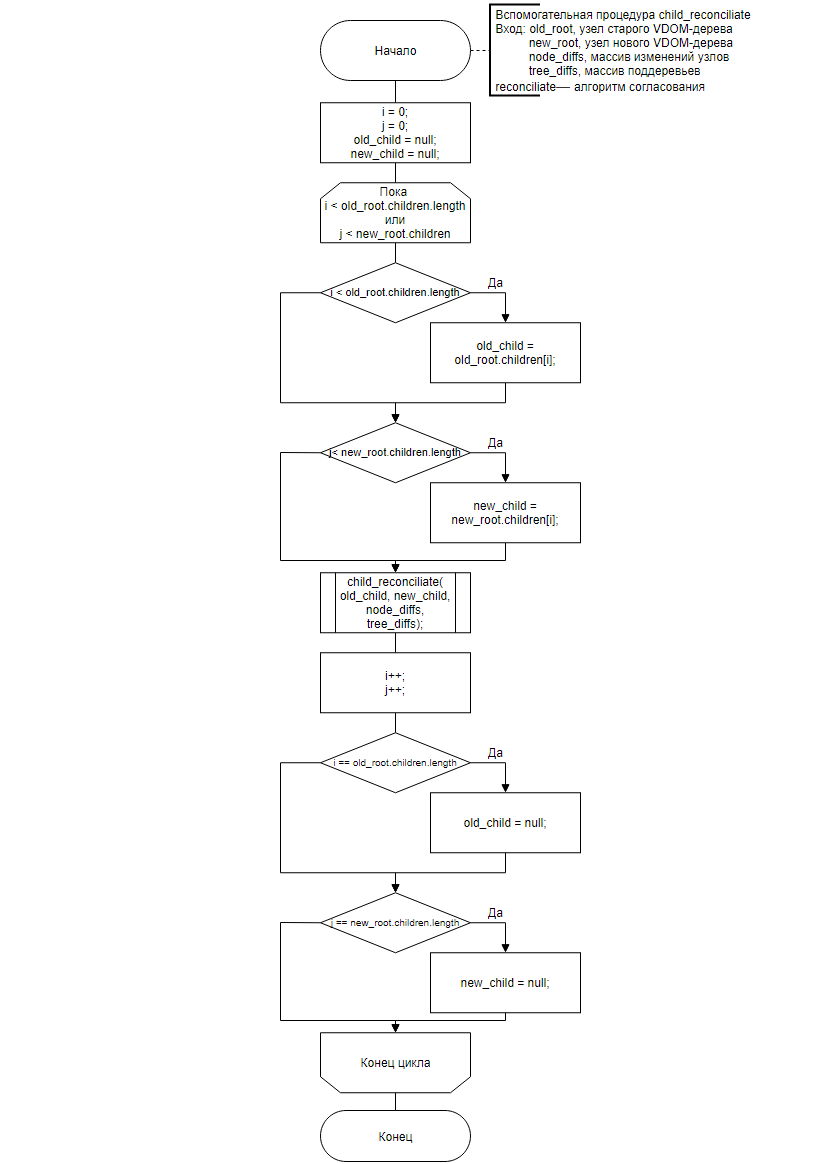 Вспомогательная процедура child_reconciliate
Вход: old_root, узел старого VDOM-дерева
new_root, узел нового VDOM-дерева
node_diffs, массив изменений узлов
tree_diffs, массив поддеревьев
reconciliate— алгоритм согласования
Начало
i = 0;
j = 0;
old_child = null;
new_child = null;
Пока
i < old_root.children.length
или
j < new_root.children
i < old_root.children.length
Да
old_child =
old_root.children[i];
j< new_root.children.length
Да
new_child =
new_root.children[i];
child_reconciliate(
old_child, new_child,
node_diffs,
tree_diffs);
i++;
j++;
i == old_root.children.length
Да
old_child = null;
j == new_root.children.length
Да
new_child = null;
Конец цикла
Конец